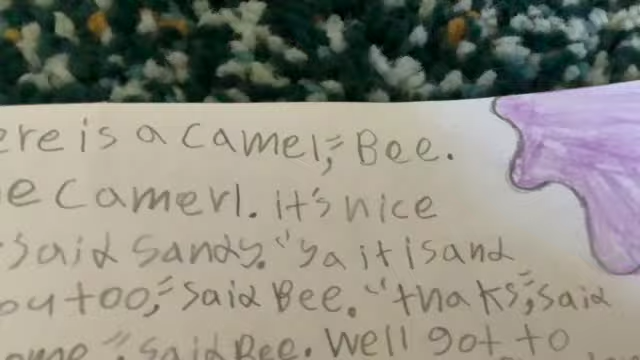 ere is a camel," Bee.
e camerl. it's nice
said Sandy. "ya it is and
ou too," said Bee. "thaks," said
ome," said Bee. Well got to